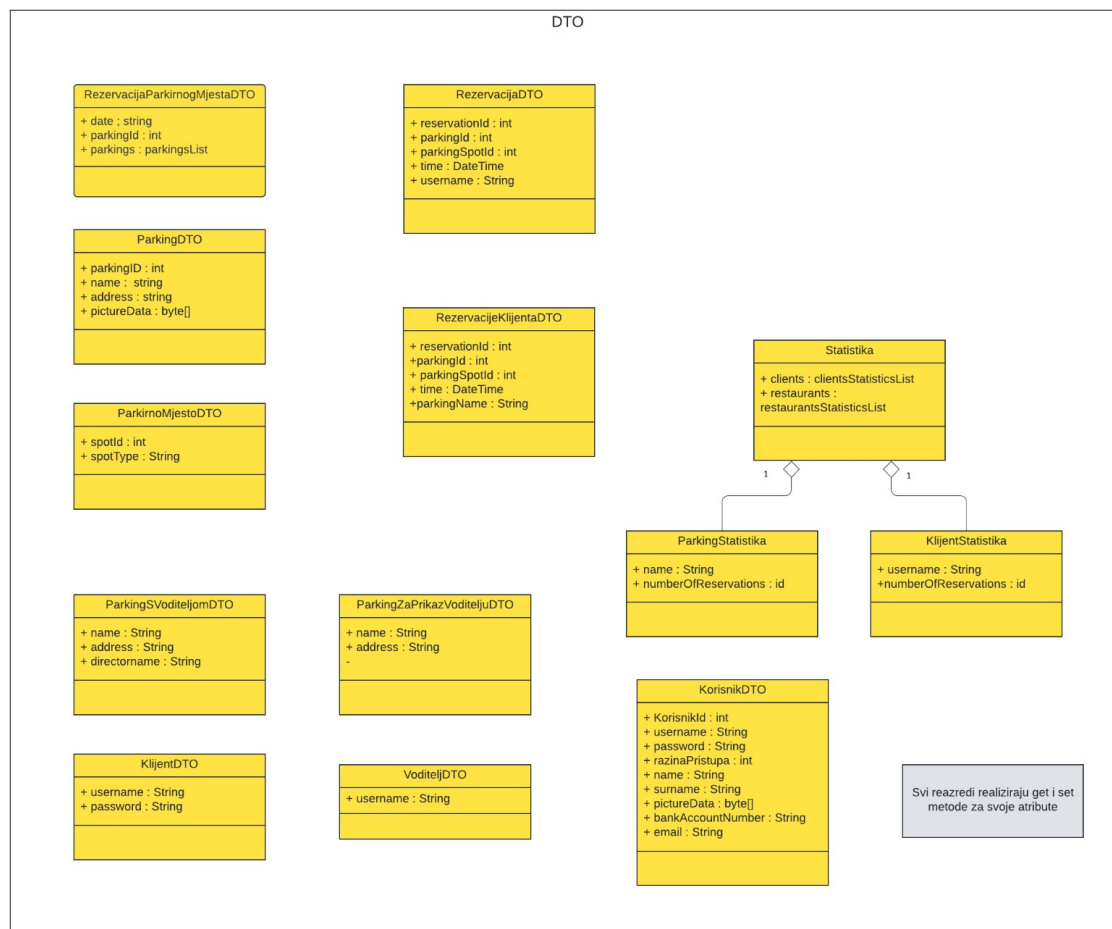 DTO
RezervacijaParkirnogMjestaDTO
+ date ; string
+ parkingId : int
+ parkings : parkingsList
RezervacijaDTO
+ reservationId : int
+ parkingId : int
+ parkingSpotId : int
+ time : DateTime
+ username : String
ParkingDTO
+ parkingID : int
+ name : string
+ address : string
+ pictureData : byte[]
RezervacijeKlijentaDTO
+ reservationId : int
+parkingId : int
+ parkingSpotId : int
+ time : DateTime
+parkingName : String
Statistika
+ clients : clientsStatisticsList
+ restaurants :
restaurantsStatisticsList
1
1
ParkirnoMjestoDTO
+ spotId : int
+ spotType : String
ParkingStatistika
+ name : String
+ numberOfReservations : id
KlijentStatistika
+ username : String
+numberOfReservations : id
ParkingSVoditeljomDTO
+ name : String
+ address : String
+ directorname : String
ParkingZaPrikazVoditeljuDTO
+ name : String
+ address : String
-
KorisnikDTO
+ KorisnikId : int
+ username : String
+ password : String
+ razinaPristupa : int
+ name : String
+ surname : String
+ pictureData : byte[]
+ bankAccountNumber : String
+ email : String
KlijentDTO
+ username : String
+ password : String
VoditeljDTO
+ username : String
Svi reazredi realiziraju get i set
metode za svoje atribute